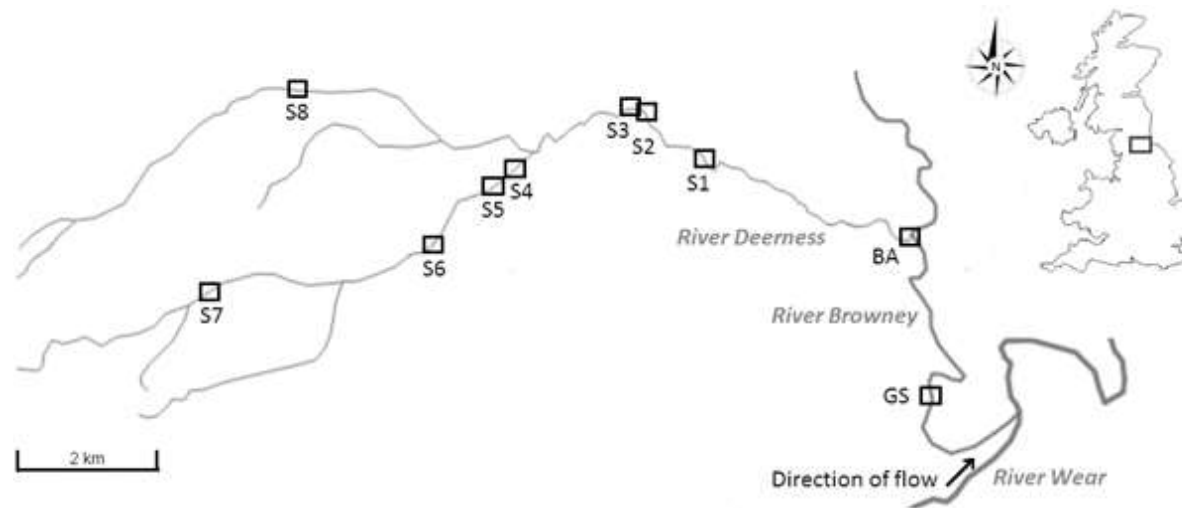 N
S8
S3
S2
S1
S4
S5
River Deerness
BA
S6
S7
River Browney
GS
2 km
Direction of flow
River Wear